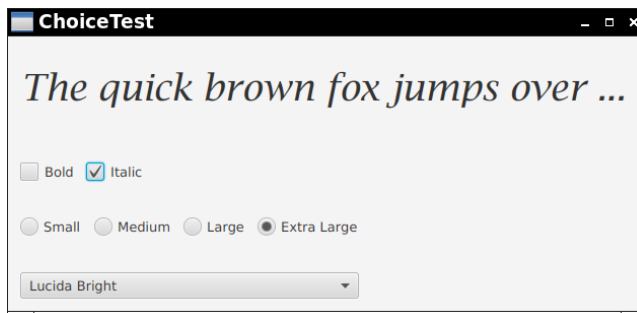 ChoiceTest
The quick brown fox jumps over ...
Bold Italic
Small Medium Large Extra Large
Lucida Bright